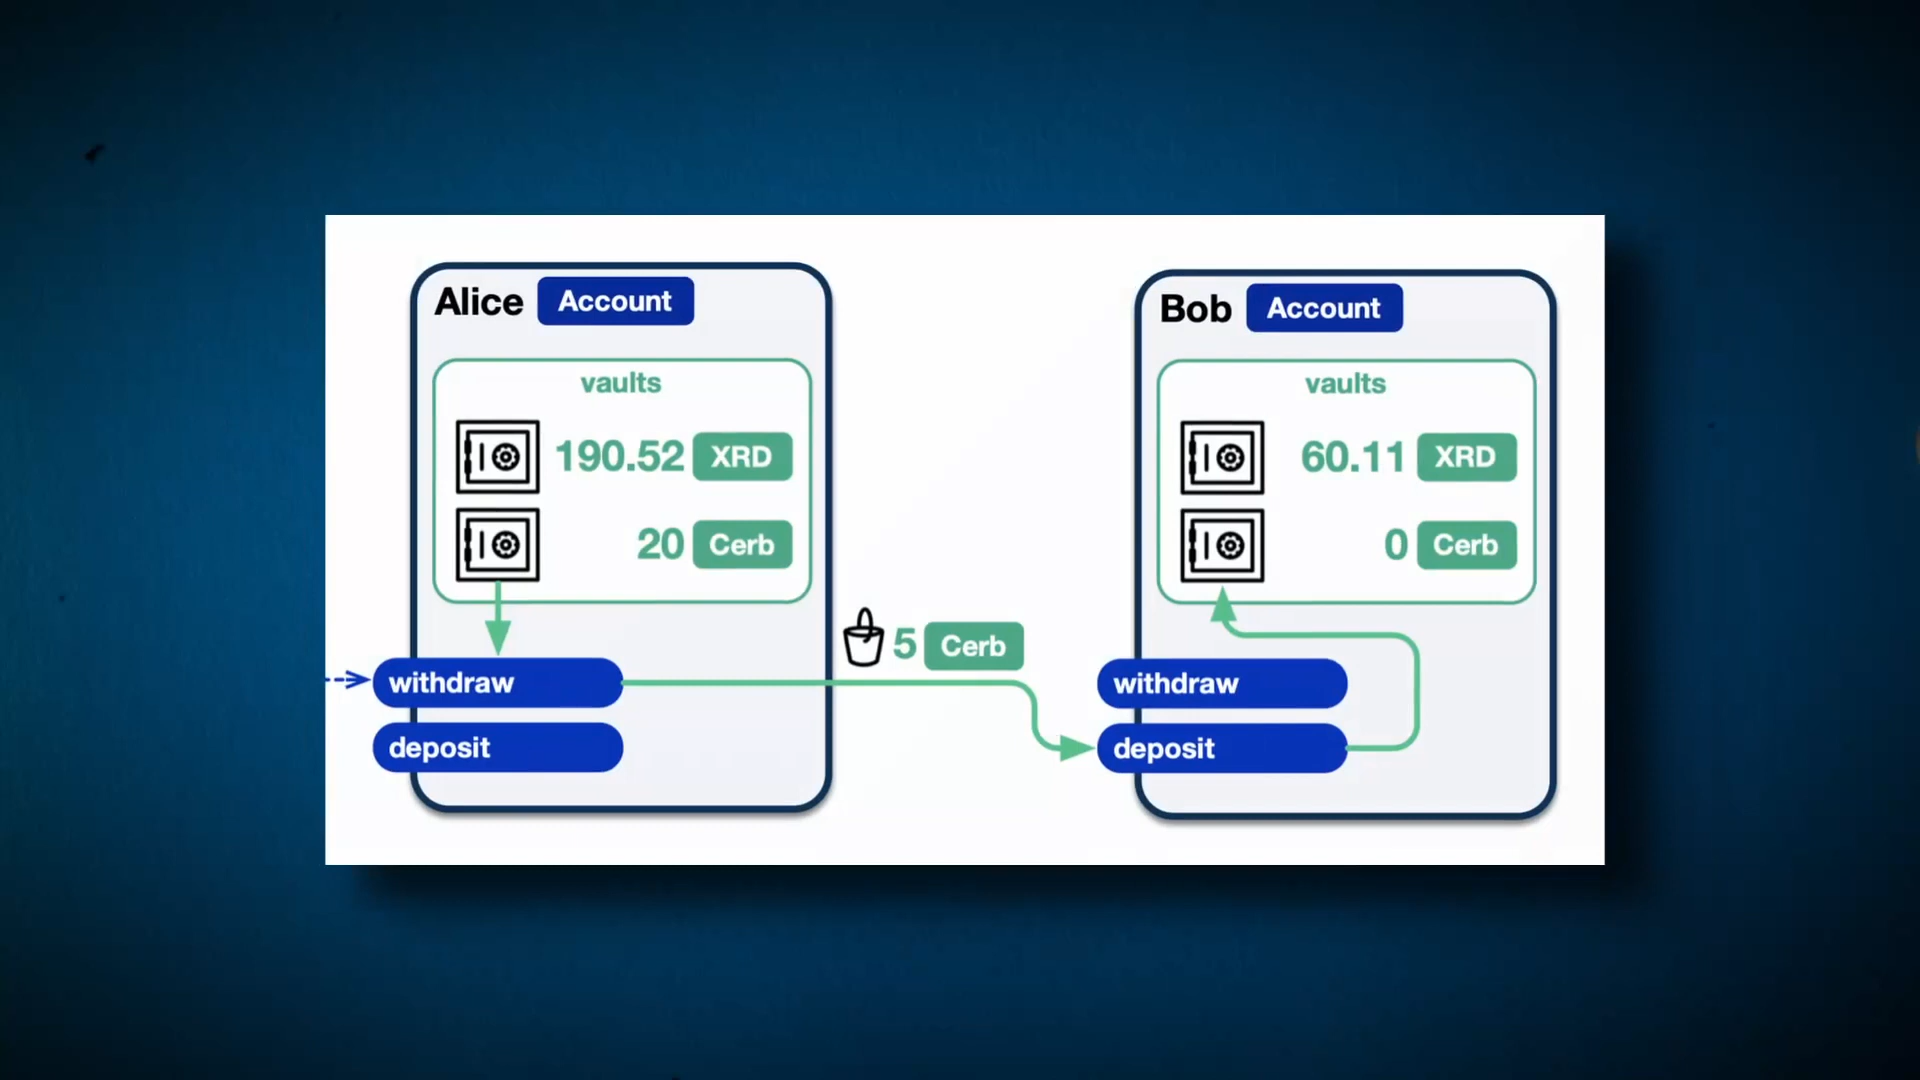 Alice Account
vaults
190.52 XRD
20 Cerb
withdraw
deposit
5 Cerb
Bob Account
vaults
60.11 XRD
0 Cerb
withdraw
deposit